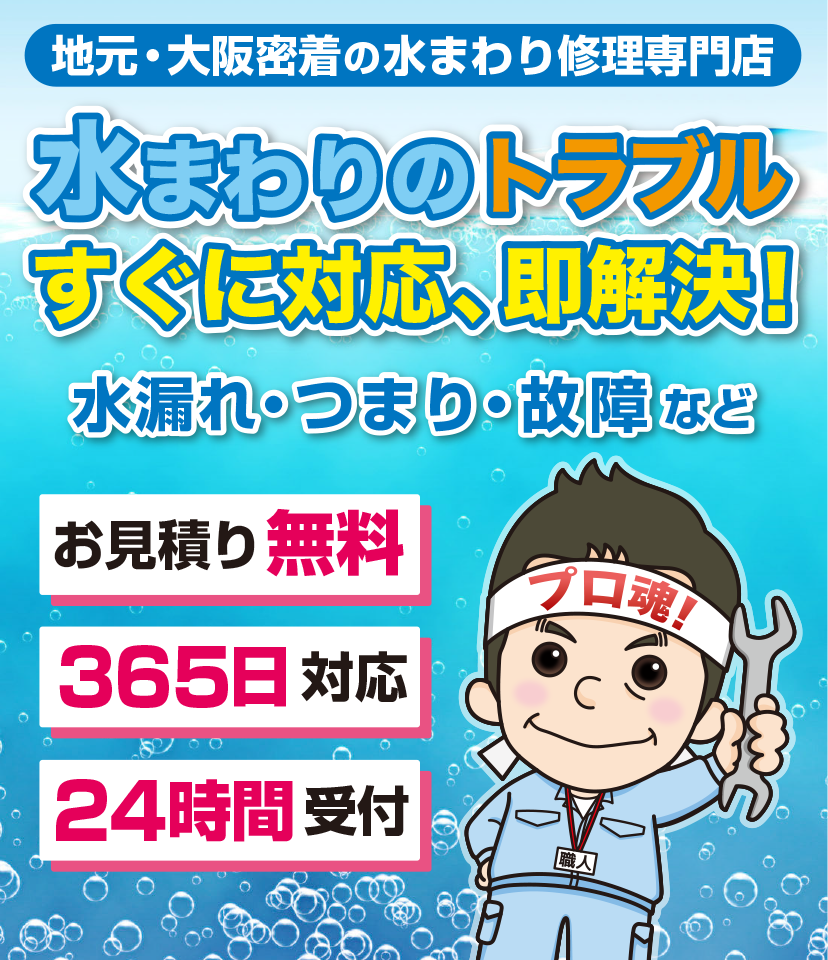 地元・大阪密着の水まわり修理専門店
水まわりのトラブル
すぐに対応、即解決!
水漏れ・つまり・故障 など
お見積り 無料
365日 対応
24時間 受付
プロ魂!
職人